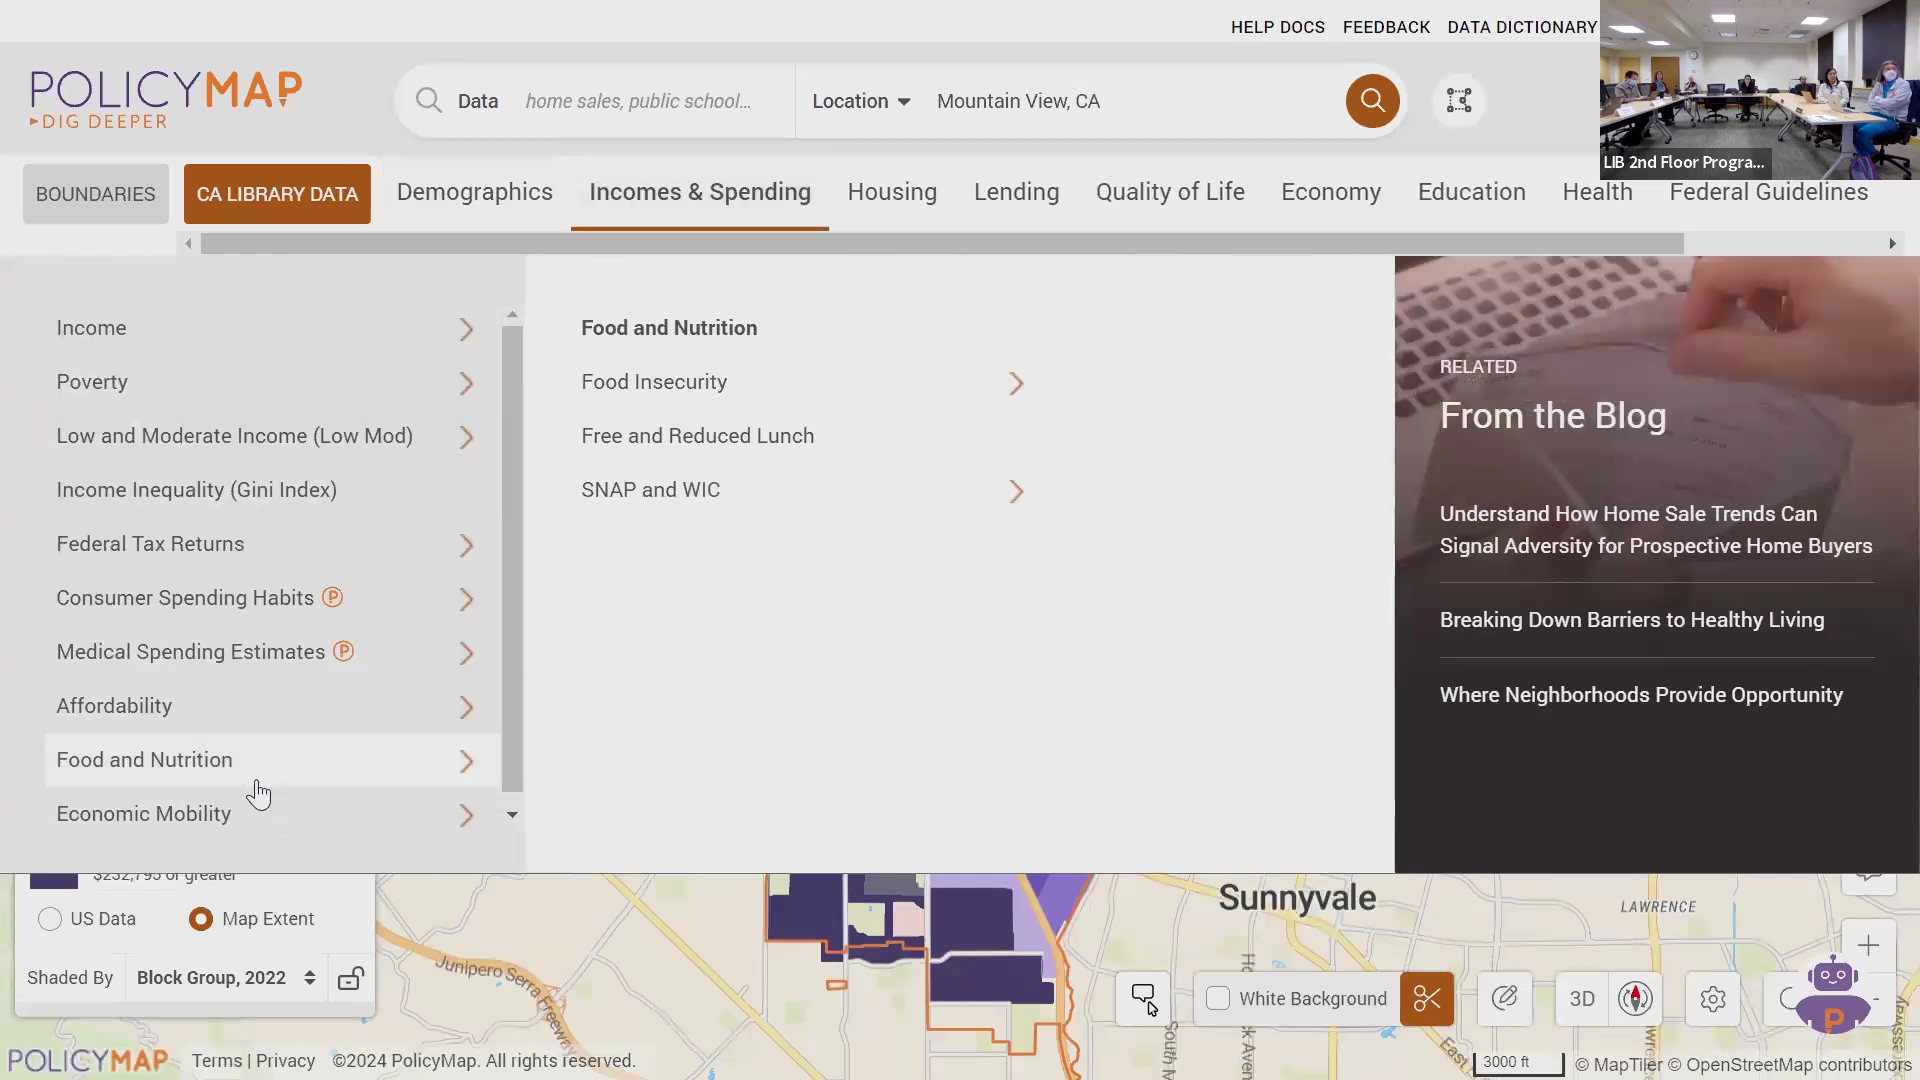 HELP DOCS FEEDBACK DATA DICTIONARY
POLICYMAP
DIG DEEPER
Data home sales, public school... Location Mountain View, CA
LIB 2nd Floor Progra...
BOUNDARIES CA LIBRARY DATA Demographics Incomes & Spending Housing Lending Quality of Life Economy Education Health Federal Guidelines
Income
Poverty
Low and Moderate Income (Low Mod)
Income Inequality (Gini Index)
Federal Tax Returns
Consumer Spending Habits P
Medical Spending Estimates P
Affordability
Food and Nutrition
Economic Mobility
Food and Nutrition
Food Insecurity
Free and Reduced Lunch
SNAP and WIC
RELATED
From the Blog
Understand How Home Sale Trends Can
Signal Adversity for Prospective Home Buyers
Breaking Down Barriers to Healthy Living
Where Neighborhoods Provide Opportunity
$232,795 or greater
US Data Map Extent
Shaded By Block Group, 2022
Junipero Serra Freeway
Sunnyvale
LAWRENCE
White Background
3D
P
East
3000 ft
POLICYMAP Terms | Privacy ©2024 PolicyMap. All rights reserved.
© MapTiler © OpenStreetMap contributors